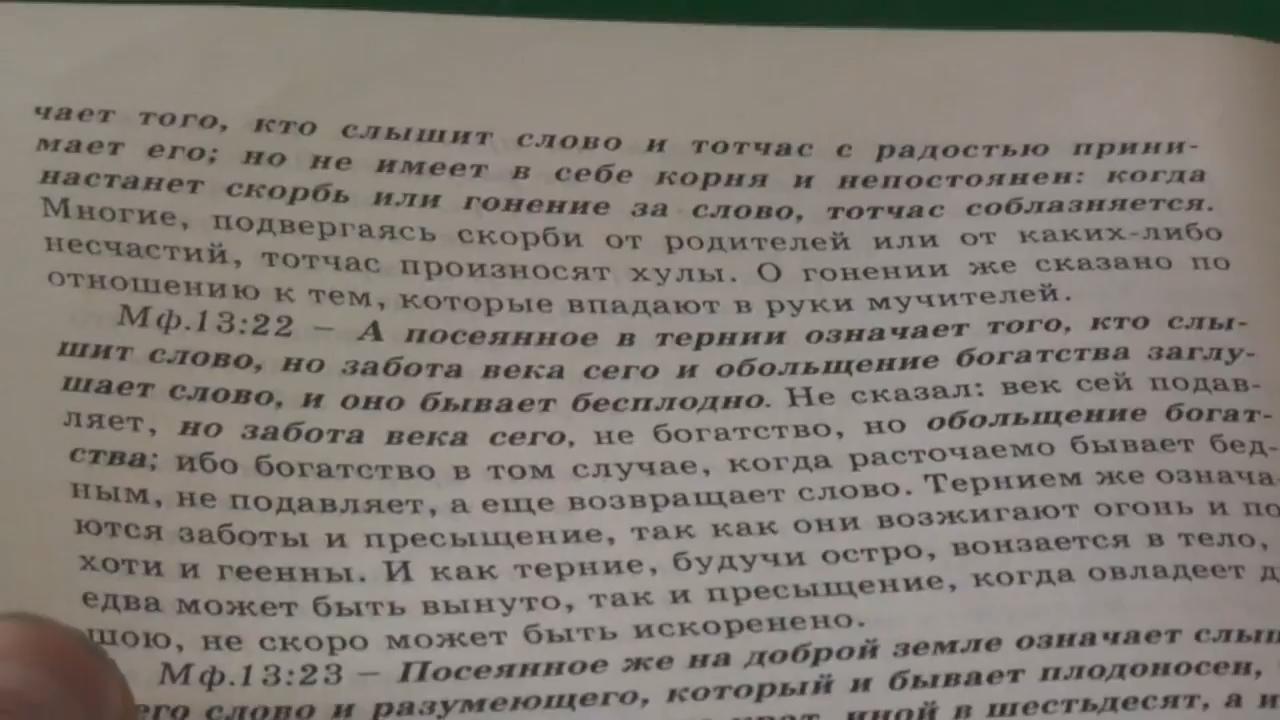 чает того, кто слышит слово и тотчас с радостью прини-
мает его; но не имеет в себе корня и непостоянен: когда
настанет скорбь или гонение за слово, тотчас соблазняется.
Многие, подвергаясь скорби от родителей или от каких-либо
несчастий, тотчас произносят хулы. О гонении же сказано по
отношению к тем, которые впадают в руки мучителей.
Мф.13:22 – А посеянное в тернии означает того, кто слы-
шит слово, но забота века сего и обольщение богатства заглу-
шает слово, и оно бывает бесплодно. Не сказал: век сей подав-
ляет, но забота века сего, не богатство, но обольщение богат-
ства; ибо богатство в том случае, когда расточаемо бывает бед-
ным, не подавляет, а еще возвращает слово. Тернием же означа
ются заботы и пресыщение, так как они возжигают огонь и по
хоти и геенны. И как терние, будучи остро, вонзается в тело,
едва может быть вынуто, так и пресыщение, когда овладеет д
шою, не скоро может быть искоренено.
Мф.13:23 – Посеянное же на доброй земле означает слыш
его слово и разумеющего, который и бывает плодоносен,
крат, иной в шестьдесят, а и